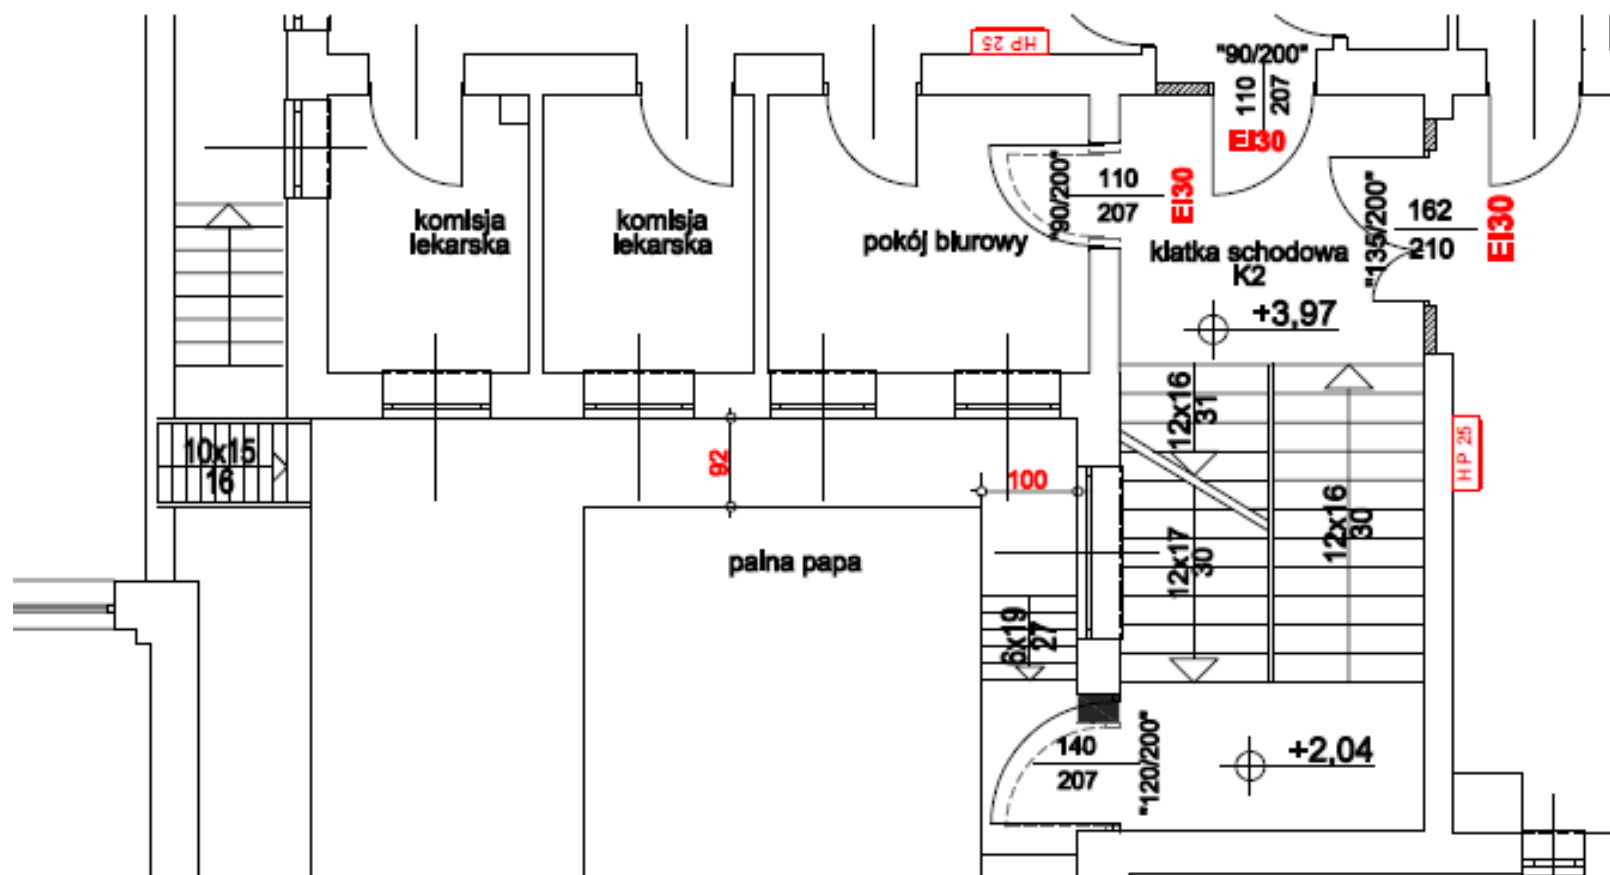 HP 25
"90/200"
110
207
EI30
"90/200"
110
207
EI30
"135/200"
162
210
EI30
komisja
lekarska
komisja
lekarska
pokój biurowy
klatka schodowa
K2
+3,97
12x16
31
12x16
30
12x17
30
HP 25
10x15
16
92
100
palna papa
6x19
27
140
207
"120/200"
+2,04